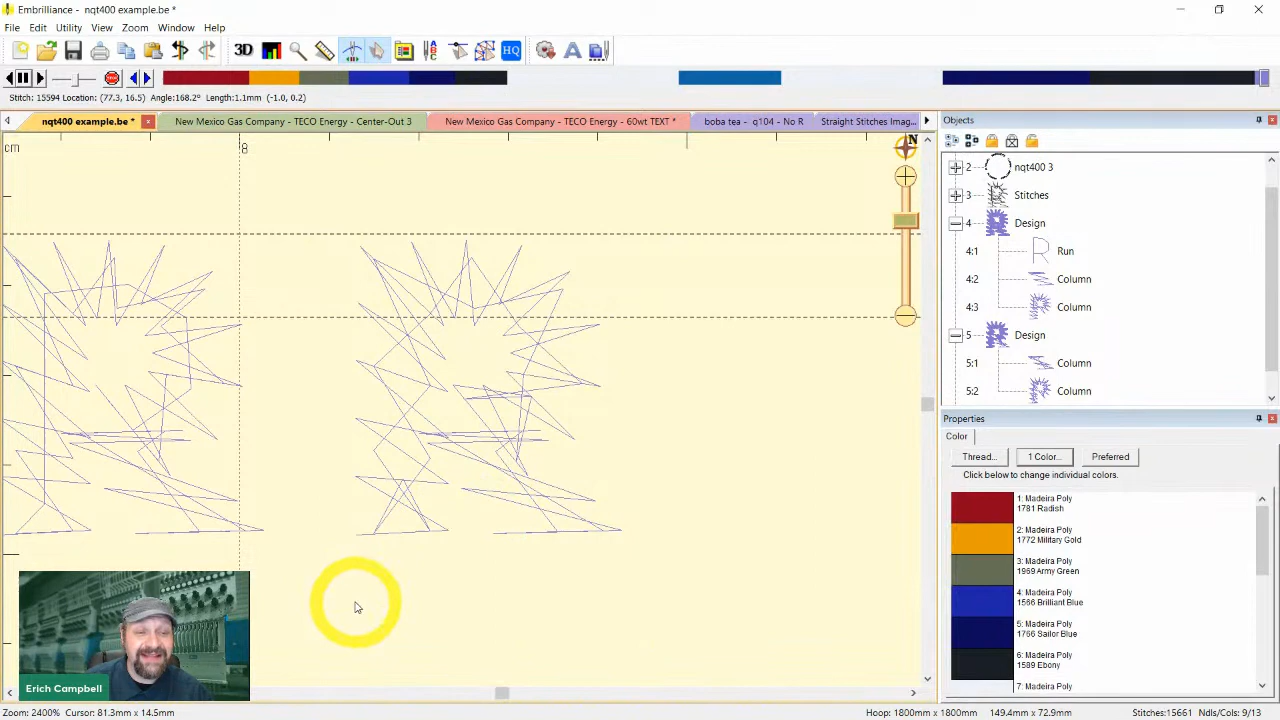 Embrilliance - nqt400 example.be *
File Edit Utility View Zoom Window Help
3D ABC HQ A
STOP
Stitch: 15594 Location: (77.3, 16.5) Angle:168.2° Length:1.1mm (-1.0, 0.2)
nqt400 example.be * x New Mexico Gas Company - TECO Energy - Center-Out 3 New Mexico Gas Company - TECO Energy - 60wt TEXT * boba tea - q104 - No R Straight Stitches Imag...
Objects
cm 8 N
2 nqt400 3
3 Stitches
4 Design
4:1 Run
4:2 Column
4:3 Column
5 Design
5:1 Column
5:2 Column
Properties
Color
Thread... 1 Color... Preferred
Click below to change individual colors.
1: Madeira Poly
1781 Radish
2: Madeira Poly
1772 Military Gold
3: Madeira Poly
1969 Army Green
4: Madeira Poly
1566 Brilliant Blue
5: Madeira Poly
1766 Sailor Blue
6: Madeira Poly
1589 Ebony
7: Madeira Poly
Erich Campbell
Zoom: 2400% Cursor: 81.3mm x 14.5mm Hoop: 1800mm x 1800mm 149.4mm x 72.9mm Stitches:15661 Ndls/Cols: 9/13